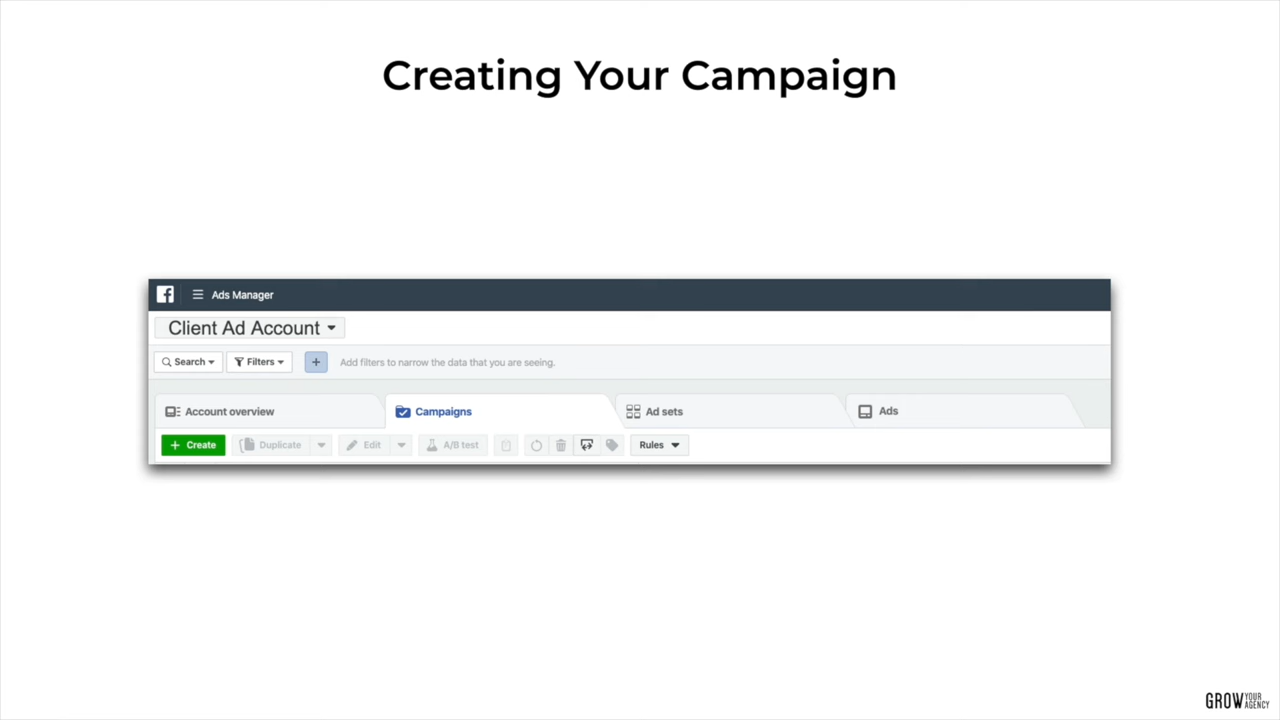 Creating Your Campaign
Ads Manager
Client Ad Account
Search Filters + Add filters to narrow the data that you are seeing.
Account overview Campaigns Ad sets Ads
+ Create Duplicate Edit A/B test Rules
GROW YOUR AGENCY